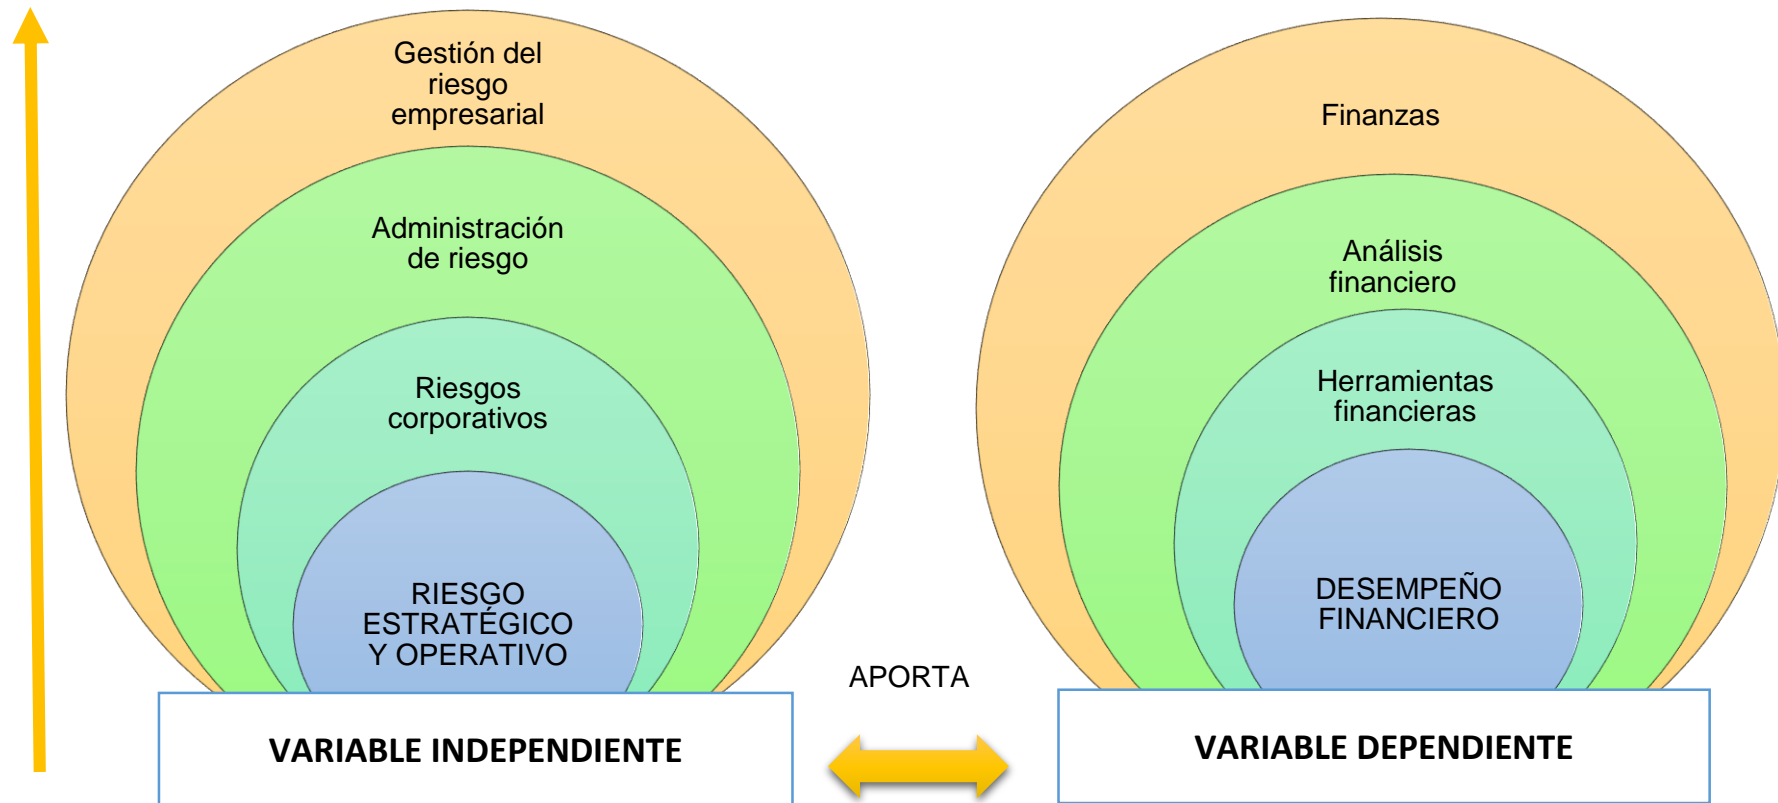 Gestión del
riesgo
empresarial
Administración
de riesgo
Riesgos
corporativos
RIESGO
ESTRATÉGICO
Y OPERATIVO
VARIABLE INDEPENDIENTE
APORTA
Finanzas
Análisis
financiero
Herramientas
financieras
DESEMPEÑO
FINANCIERO
VARIABLE DEPENDIENTE